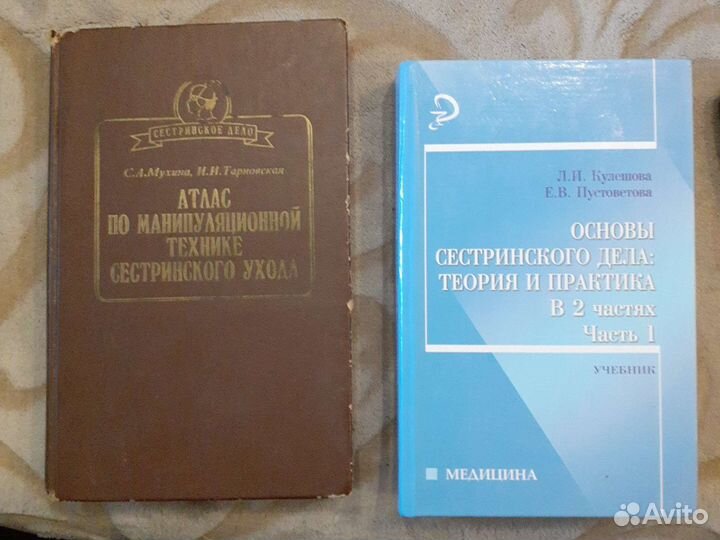 СЕСТРИНСКОЕ ДЕЛО
С.А.Мухина, И.И.Тарновская
АТЛАС
ПО МАНИПУЛЯЦИОННОЙ
ТЕХНИКЕ
СЕСТРИНСКОГО УХОДА
Л.И. Кулешова
Е.В. Пустоветова
ОСНОВЫ
СЕСТРИНСКОГО ДЕЛА:
ТЕОРИЯ И ПРАКТИКА
В 2 частях
Часть 1
УЧЕБНИК
МЕДИЦИНА
Avito